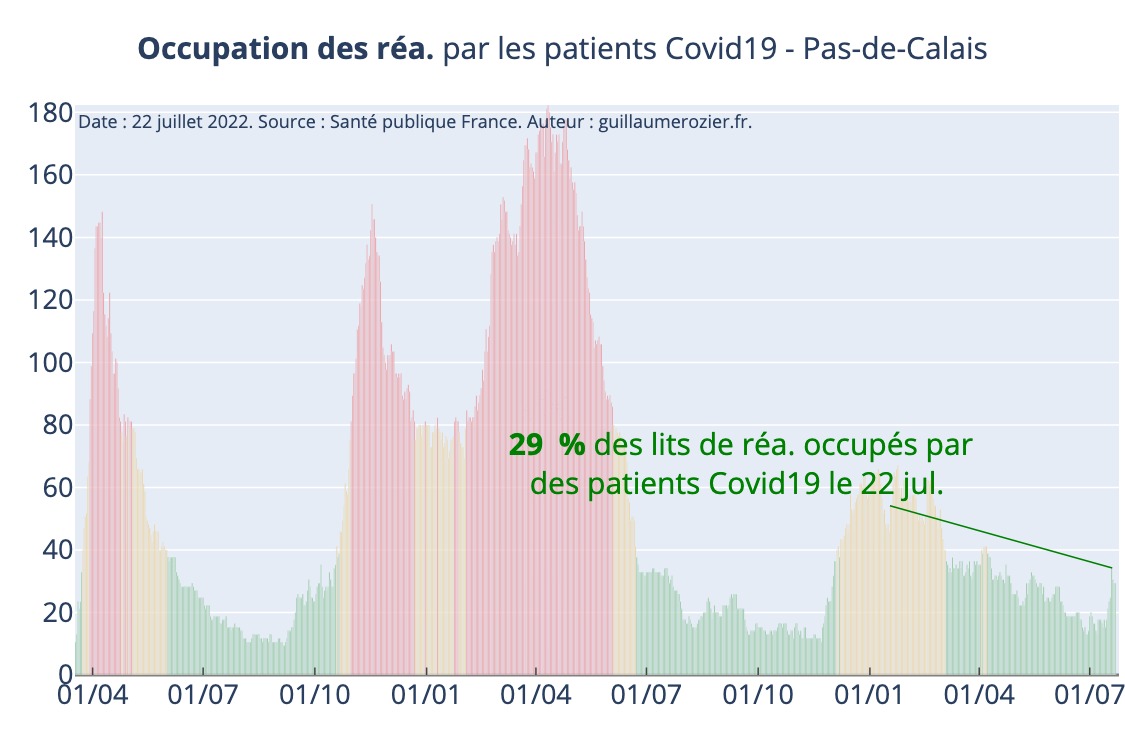 Occupation des réa. par les patients Covid19 - Pas-de-Calais
180
Date : 22 juillet 2022. Source : Santé publique France. Auteur : guillaumerozier.fr.
160
140
120
100
80
29 % des lits de réa. occupés par
des patients Covid19 le 22 jul.
60
40
20
0
01/04 01/07 01/10 01/01 01/04 01/07 01/10 01/01 01/04 01/07